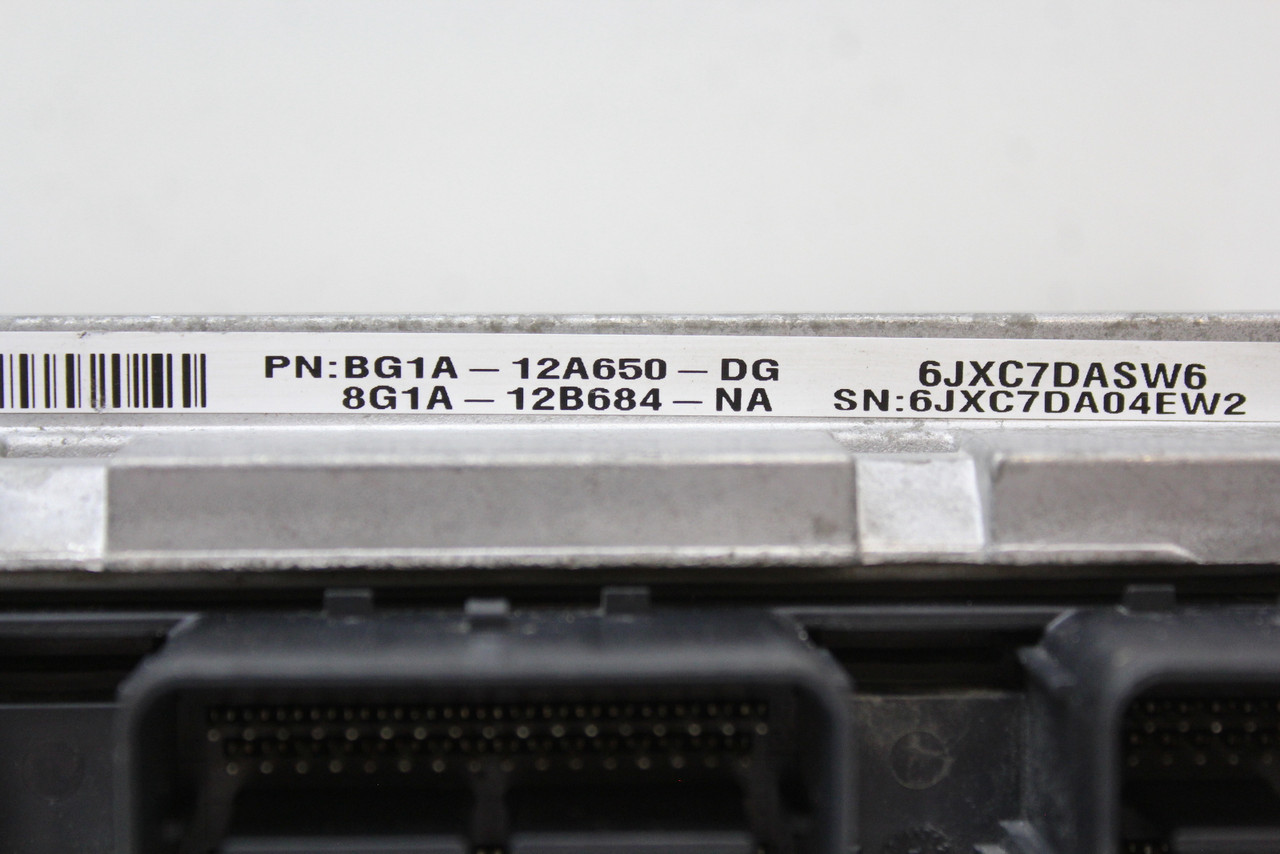 PN:BG1A – 12A650 – DG
8G1A – 12B684 – NA
6JXC7DASW6
SN:6JXC7DA04EW2